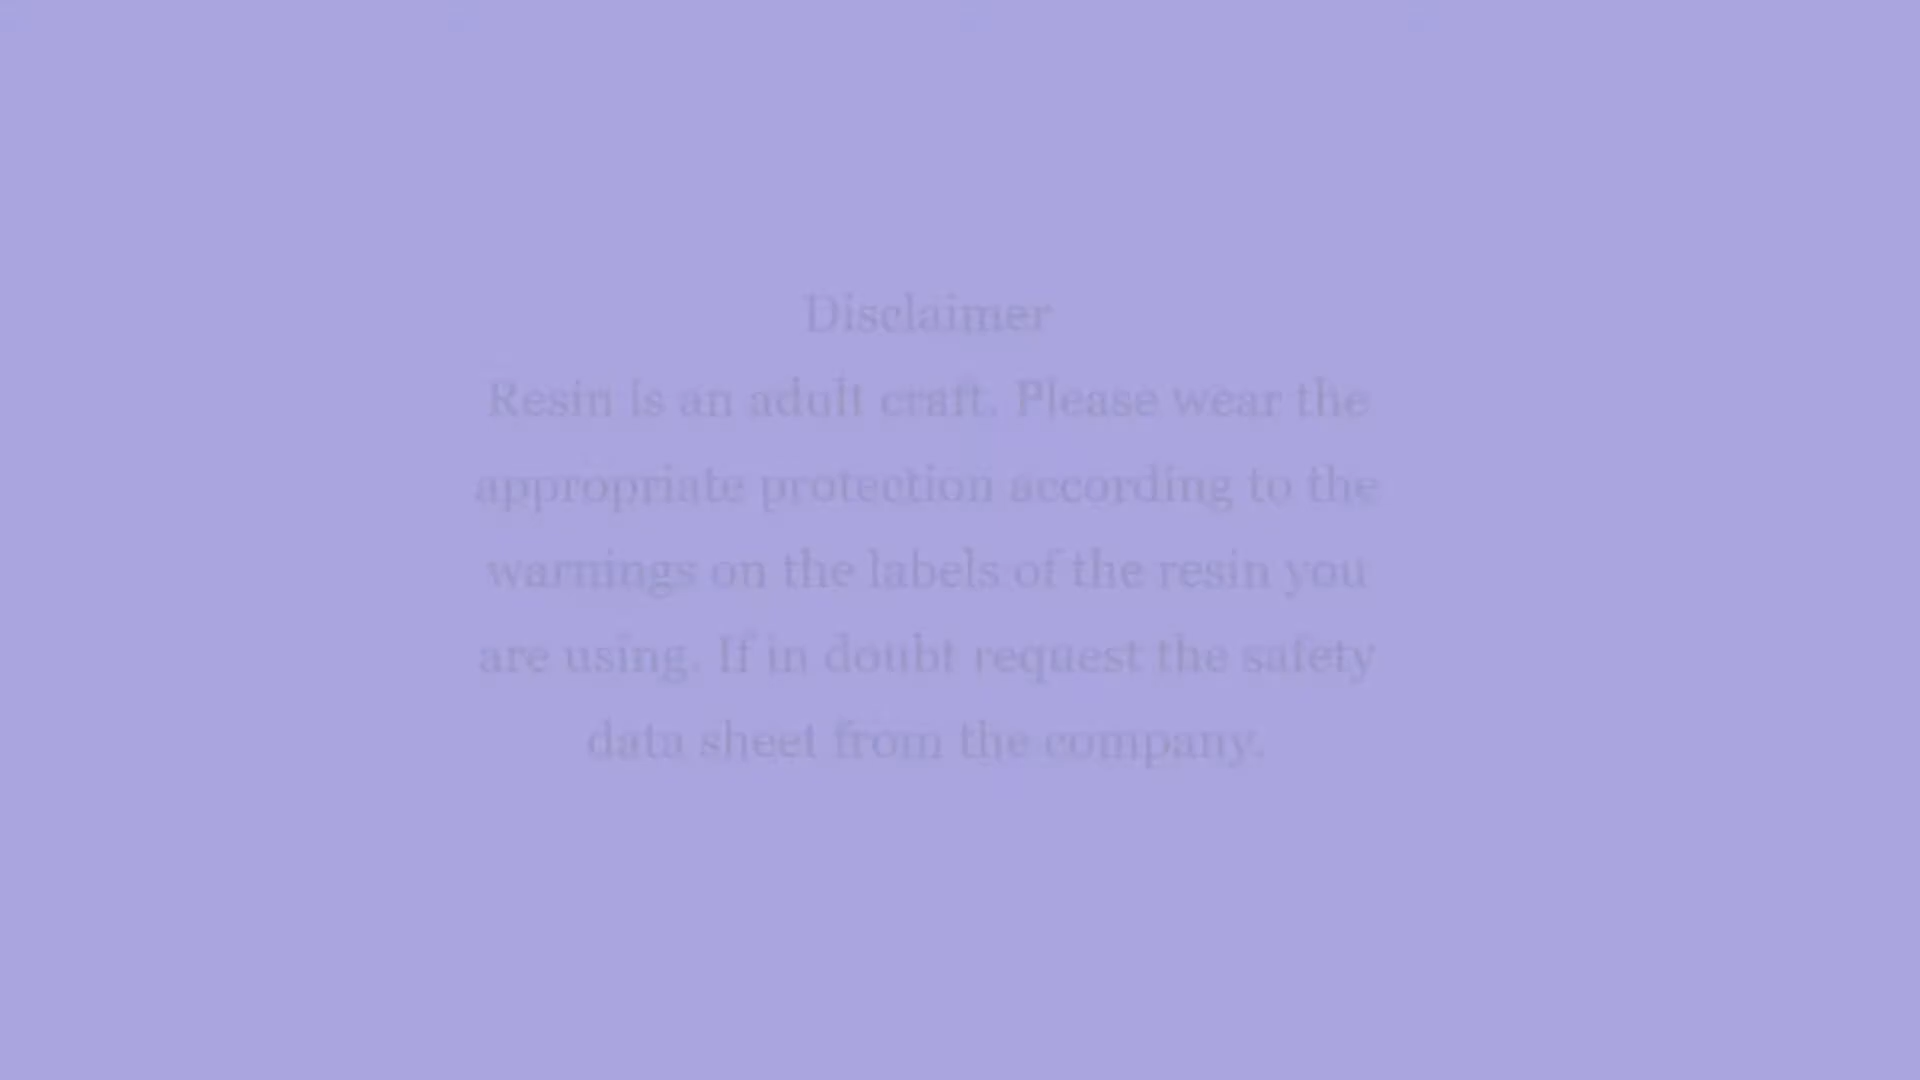 Disclaimer
Resin is an adult craft. Please wear the
appropriate protection according to the
warnings on the labels of the resin you
are using. If in doubt request the safety
data sheet from the company.